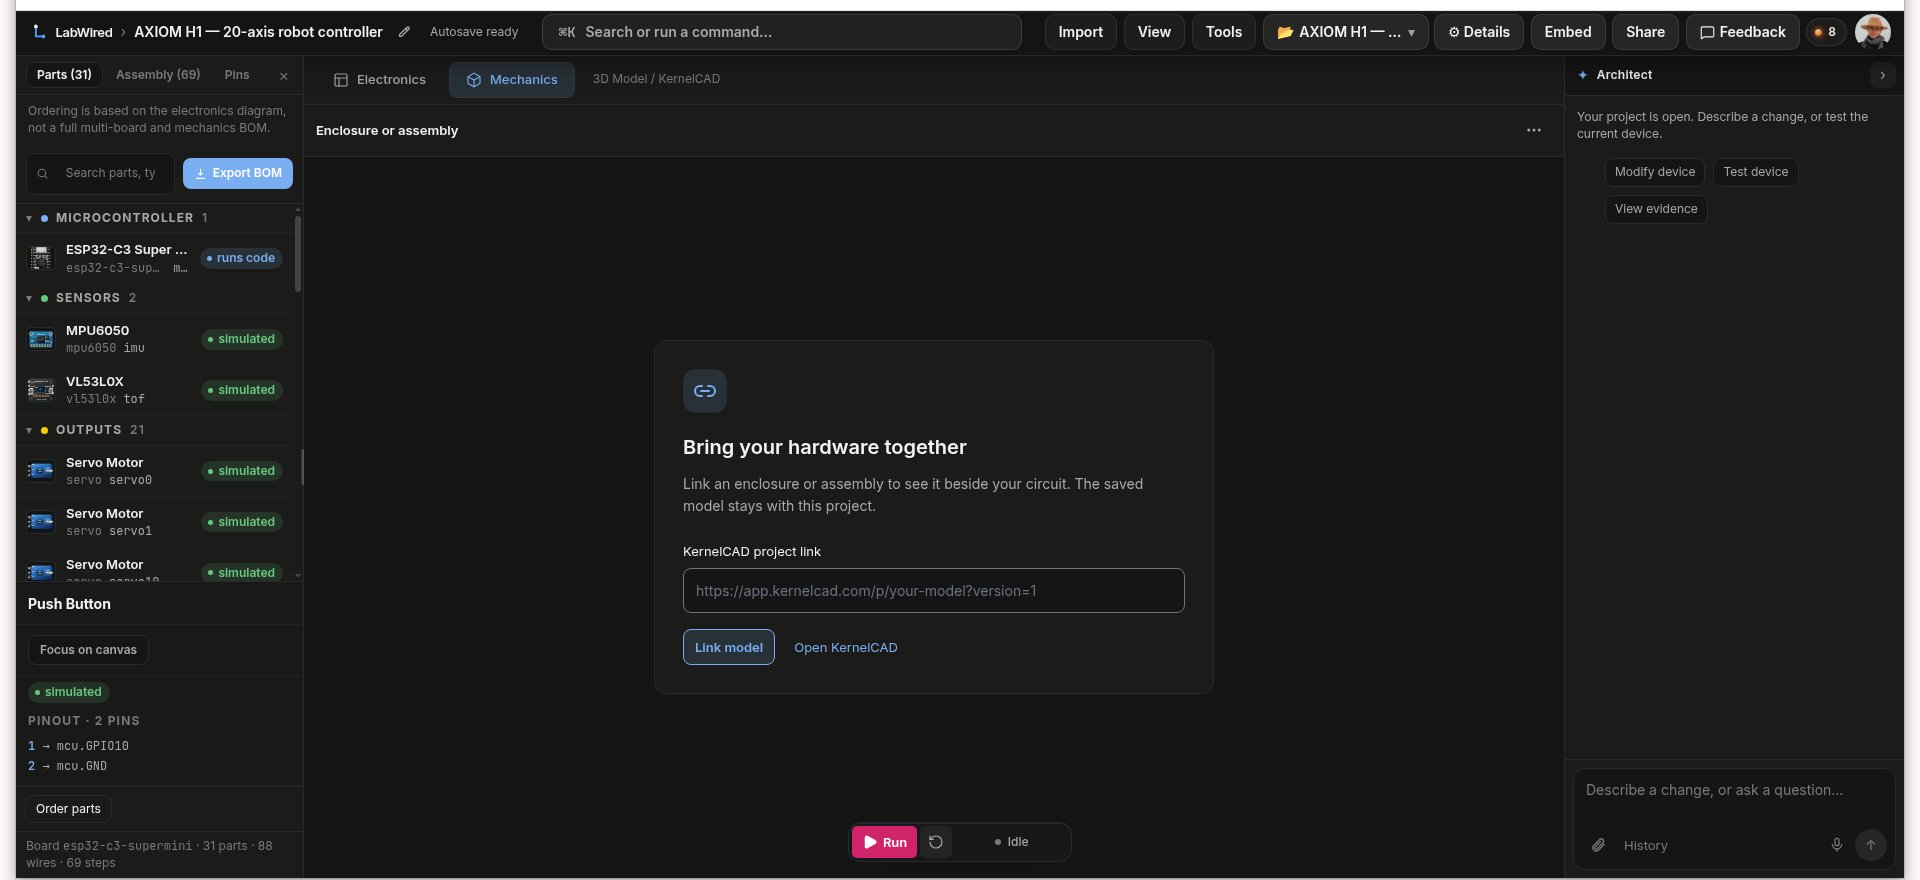 LabWired › AXIOM H1 — 20-axis robot controller Autosave ready
⌘K Search or run a command...
Import View Tools AXIOM H1 — ... ▾ Details Embed Share Feedback 8
Parts (31) Assembly (69) Pins ×
Ordering is based on the electronics diagram,
not a full multi-board and mechanics BOM.
Search parts, ty Export BOM
MICROCONTROLLER 1
ESP32-C3 Super ...
esp32-c3-sup… m…
runs code
SENSORS 2
MPU6050
mpu6050 imu
simulated
VL53L0X
vl53l0x tof
simulated
OUTPUTS 21
Servo Motor
servo servo0
simulated
Servo Motor
servo servo1
simulated
Servo Motor
servo servo10
simulated
Push Button
Focus on canvas
simulated
PINOUT · 2 PINS
1 → mcu.GPIO10
2 → mcu.GND
Order parts
Board esp32-c3-supermini · 31 parts · 88
wires · 69 steps
Electronics Mechanics 3D Model / KernelCAD
Enclosure or assembly ...
Bring your hardware together
Link an enclosure or assembly to see it beside your circuit. The saved
model stays with this project.
KernelCAD project link
https://app.kernelcad.com/p/your-model?version=1
Link model Open KernelCAD
Run Idle
Architect ›
Your project is open. Describe a change, or test the
current device.
Modify device Test device
View evidence
Describe a change, or ask a question...
History